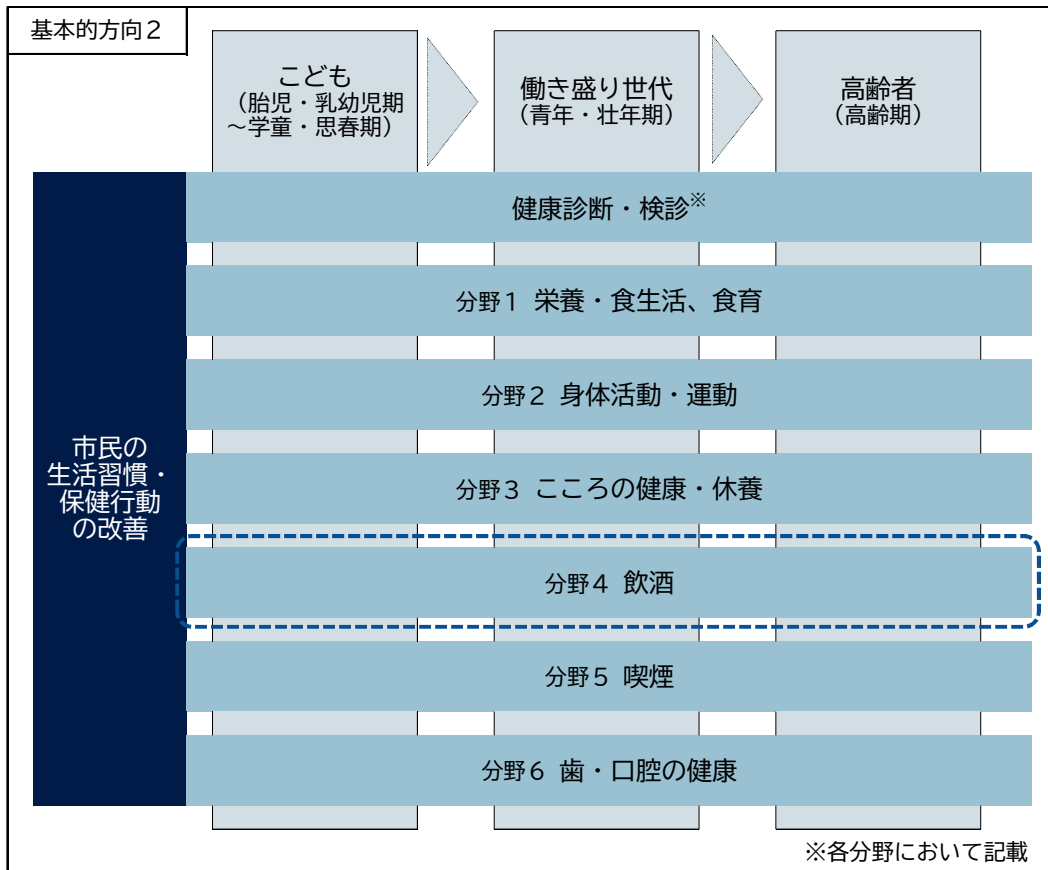 基本的方向２
こども
（胎児・乳幼児期
～学童・思春期）
働き盛り世代
（青年・壮年期）
高齢者
（高齢期）
市民の
生活習慣・
保健行動
の改善
健康診断・検診※
分野１ 栄養・食生活、食育
分野２ 身体活動・運動
分野３ こころの健康・休養
分野４ 飲酒
分野５ 喫煙
分野６ 歯・口腔の健康
※各分野において記載